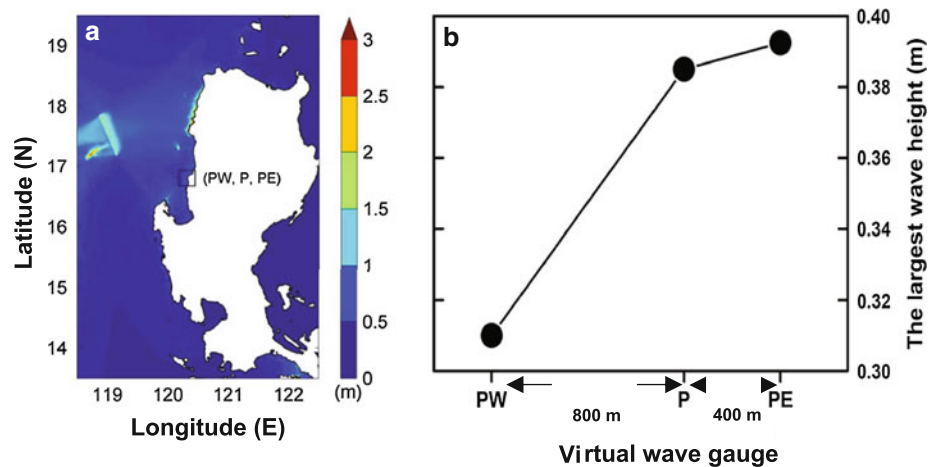 a
19
18
17
16
15
14
Latitude (N)
(PW, P, PE)
119 120 121 122
Longitude (E)
3
2.5
2
1.5
1
0.5
0
(m)
b
0.40
0.38
0.36
0.34
0.32
0.30
The largest wave height (m)
PW P PE
800 m 400 m
Virtual wave gauge